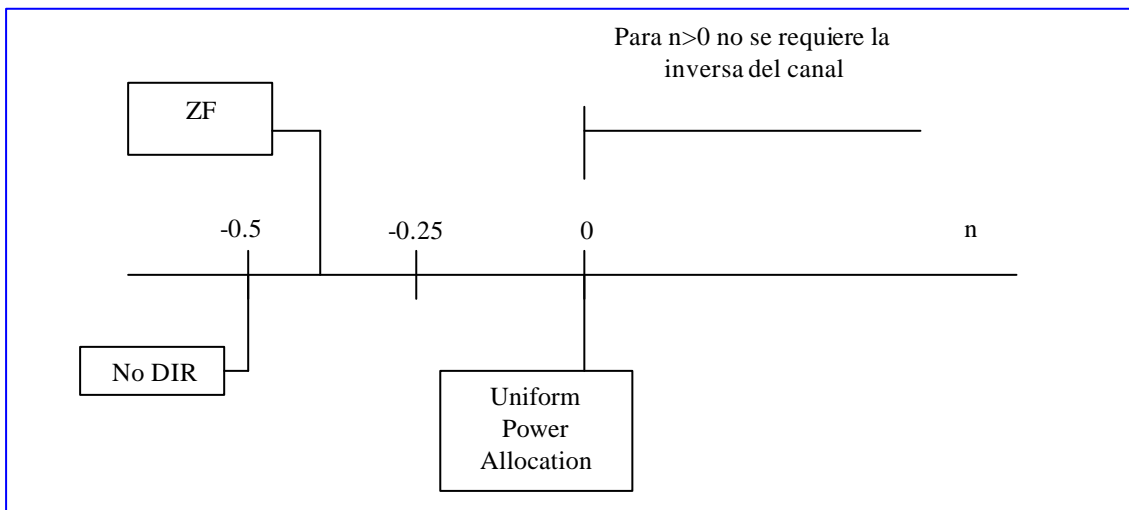 Para n>0 no se requiere la
inversa del canal
ZF
-0.5
-0.25
0
n
No DIR
Uniform
Power
Allocation